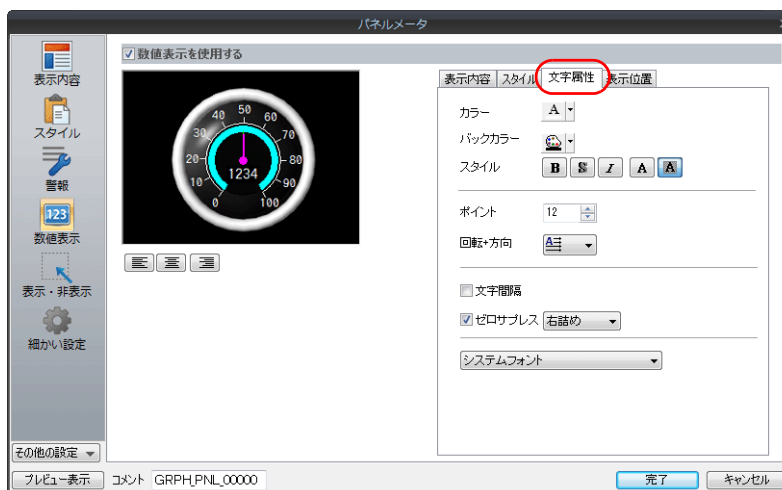 パネルメータ
表示内容
スタイル
警報
123
数値表示
表示・非表示
細かい設定
その他の設定
数値表示を使用する
0
10
20
30
40
50
60
70
80
90
100
1234
表示内容 スタイル 文字属性 表示位置
カラー A
バックカラー
スタイル B S I A A
ポイント 12
回転+方向 A
文字間隔
ゼロサプレス 右詰め
システムフォント
プレビュー表示 コメント GRPH_PNL_00000 完了 キャンセル